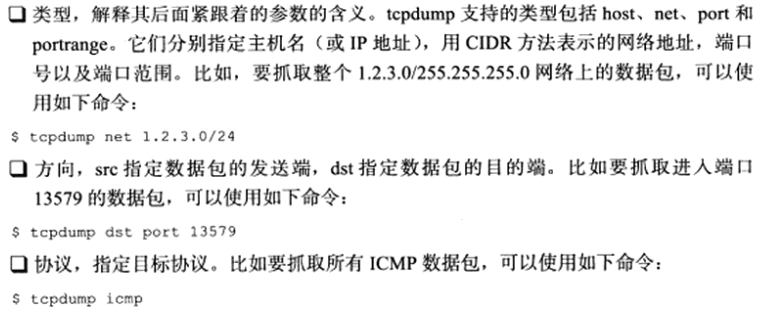 ❑ 类型，解释其后面紧跟着的参数的含义。tcpdump 支持的类型包括 host、net、port 和
portrange。它们分别指定主机名（或 IP 地址），用 CIDR 方法表示的网络地址，端口
号以及端口范围。比如，要抓取整个 1.2.3.0/255.255.255.0 网络上的数据包，可以使
用如下命令：
$ tcpdump net 1.2.3.0/24
❑ 方向，src 指定数据包的发送端，dst 指定数据包的目的端。比如要抓取进入端口
13579 的数据包，可以使用如下命令：
$ tcpdump dst port 13579
❑ 协议，指定目标协议。比如要抓取所有 ICMP 数据包，可以使用如下命令：
$ tcpdump icmp